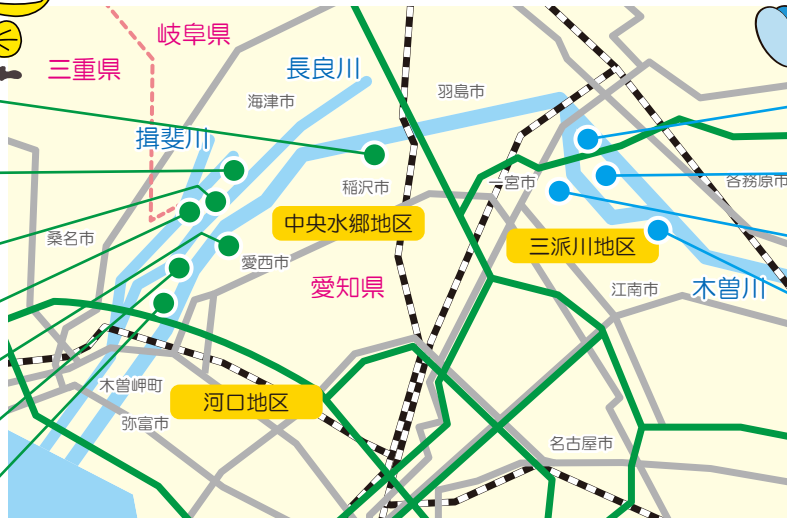 岐阜県
三重県
長良川
羽島市
海津市
揖斐川
稲沢市
一宮市
各務原市
中央水郷地区
桑名市
三派川地区
愛西市
愛知県
江南市
木曽川
木曽岬町
河口地区
弥富市
名古屋市